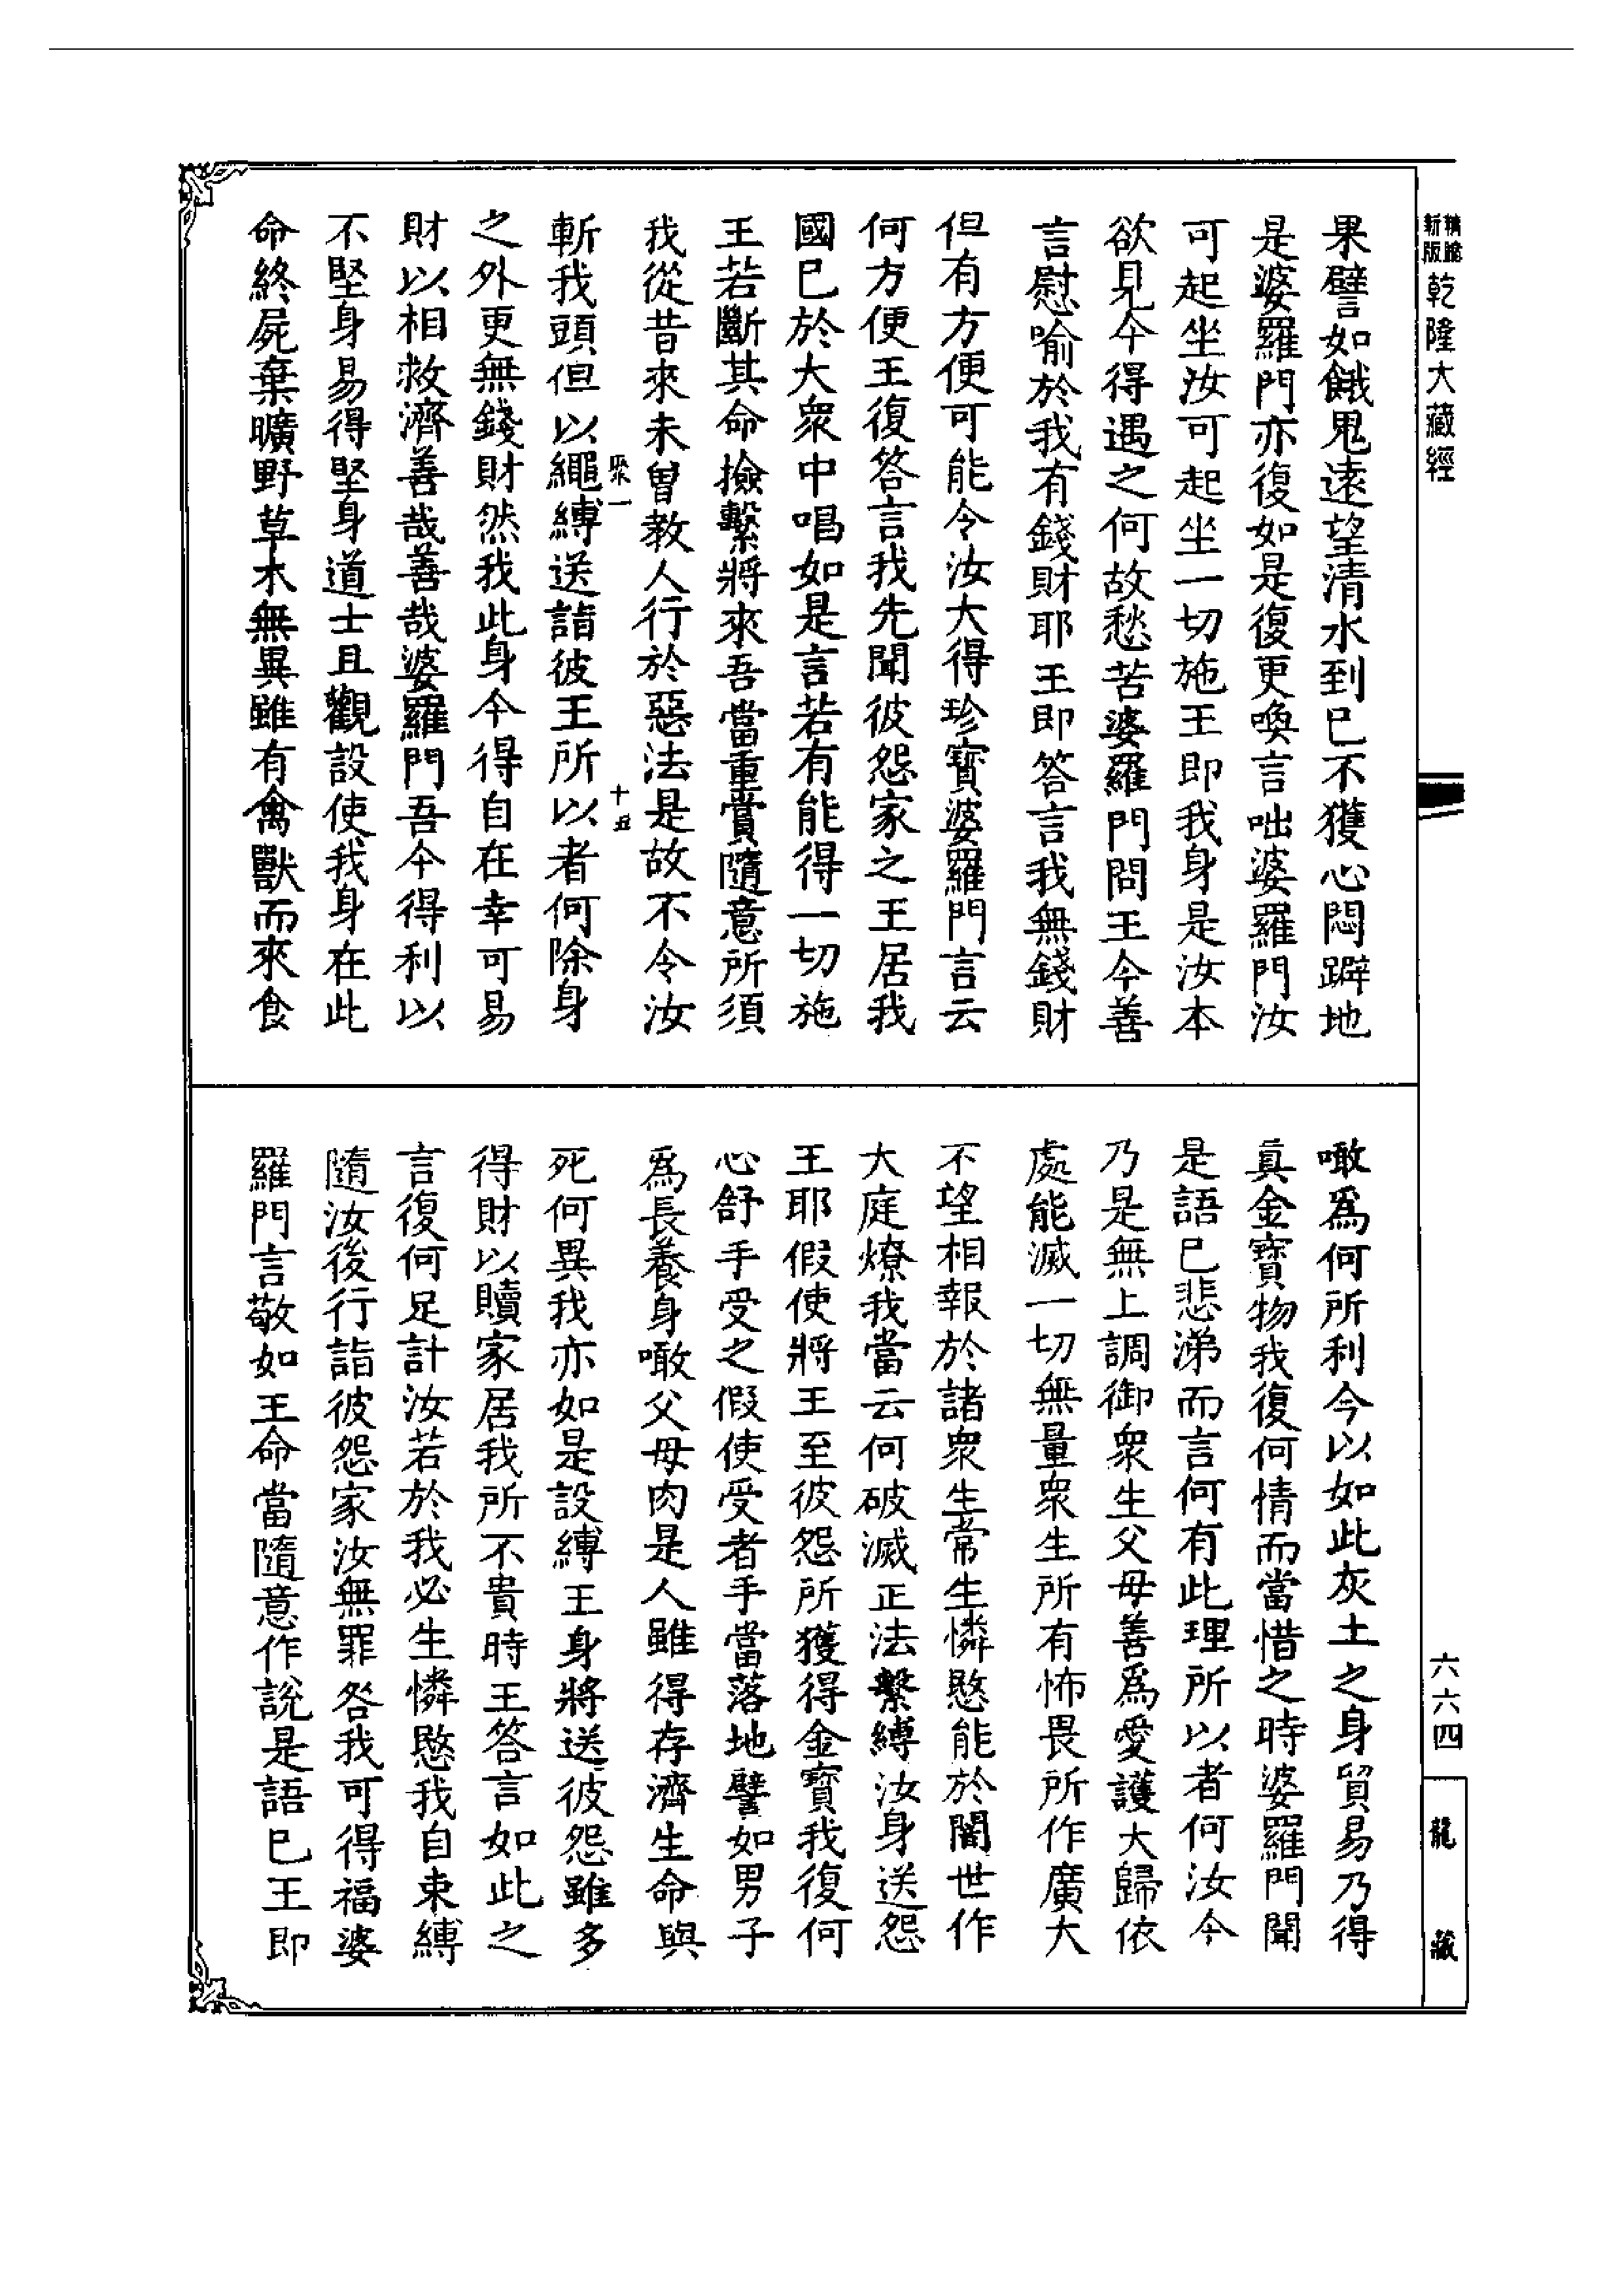 新版
精縮
乾隆大藏經
果譬如餓鬼遠望清水到已不獲心悶躃地
是婆羅門亦復如是復更喚言咄婆羅門汝
可起坐汝可起坐一切施王即我身是汝本
欲見今得遇之何故愁苦婆羅門問王今善
言慰喻於我有錢財耶王即答言我無錢財
但有方便可能令汝大得珍寶婆羅門言云
何方便王復答言我先聞彼怨家之王居我
國已於大衆中唱如是言若有能得一切施
王若斷其命撿繫將來吾當重賞隨意所須
我從昔來未曾教人行於惡法是故不令汝
聚一
十五
斬我頭但以繩縛送詣彼王所以者何除身
之外更無錢財然我此身今得自在幸可易
財以相救濟善哉善哉婆羅門吾今得利以
不堅身易得堅身道士且觀設使我身在此
命終屍棄曠野草木無異雖有禽獸而來食
噉爲何所利今以如此灰土之身貿易乃得
真金寶物我復何情而當惜之時婆羅門聞
是語已悲涕而言何有此理所以者何汝今
乃是無上調御衆生父母善爲愛護大歸依
處能滅一切無量衆生所有怖畏所作廣大
不望相報於諸衆生常生憐愍能於闇世作
大庭燎我當云何破滅正法繫縛汝身送怨
王耶假使將王至彼怨所獲得金寶我復何
心舒手受之假使受者手當落地譬如男子
爲長養身噉父母肉是人雖得存濟生命與
死何異我亦如是設縛王身將送彼怨雖多
得財以贖家居我所不貴時王答言如此之
言復何足計汝若於我必生憐愍我自束縛
隨汝後行詣彼怨家汝無罪咎我可得福婆
羅門言敬如王命當隨意作說是語已王即
六六四
龍藏